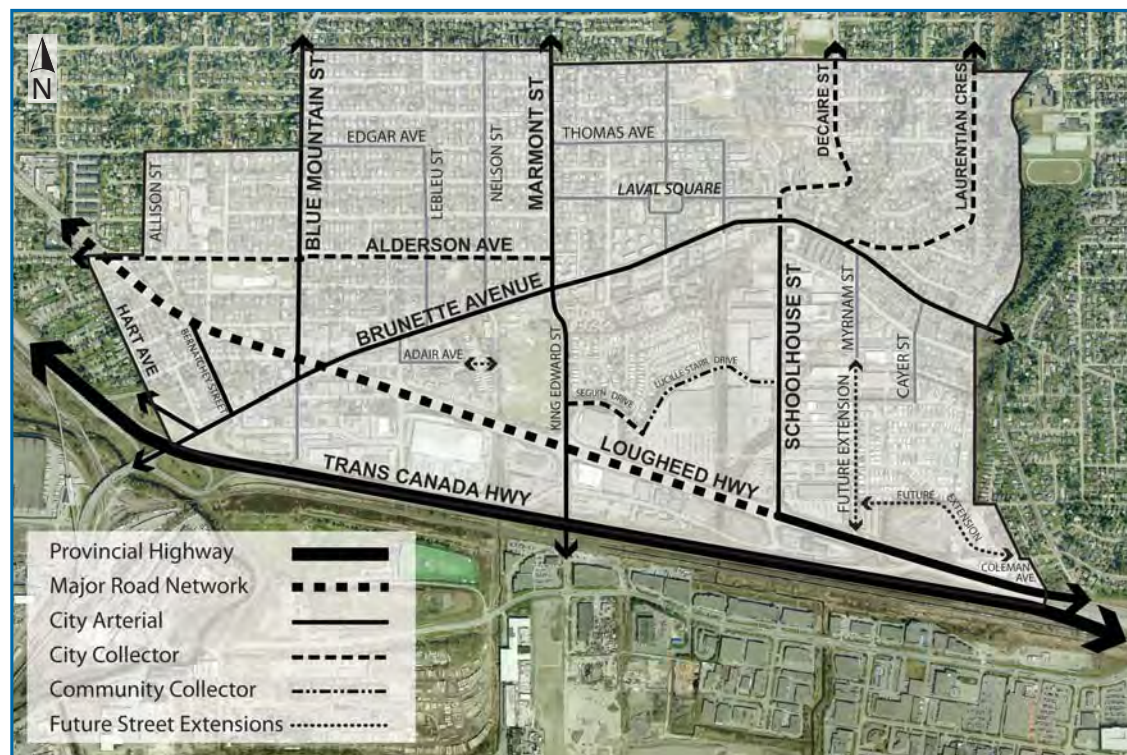 N
BLUE MOUNTAIN ST
MARMONT ST
DECAIRE ST
LAURENTIAN CRES
EDGAR AVE
THOMAS AVE
NELSON ST
LEBLEU ST
ALLISON ST
LAVAL SQUARE
ALDERSON AVE
BRUNETTE AVENUE
HART AVE
BERNATCHEY STREET
ADAIR AVE
KING EDWARD ST
SEGUIN DRIVE
LUCILLE STARR DRIVE
SCHOOLHOUSE ST
MYRNAM ST
CAYER ST
FUTURE EXTENSION
LOUGHEED HWY
TRANS CANADA HWY
FUTURE EXTENSION
COLEMAN AVE.
Provincial Highway
Major Road Network
City Arterial
City Collector
Community Collector
Future Street Extensions